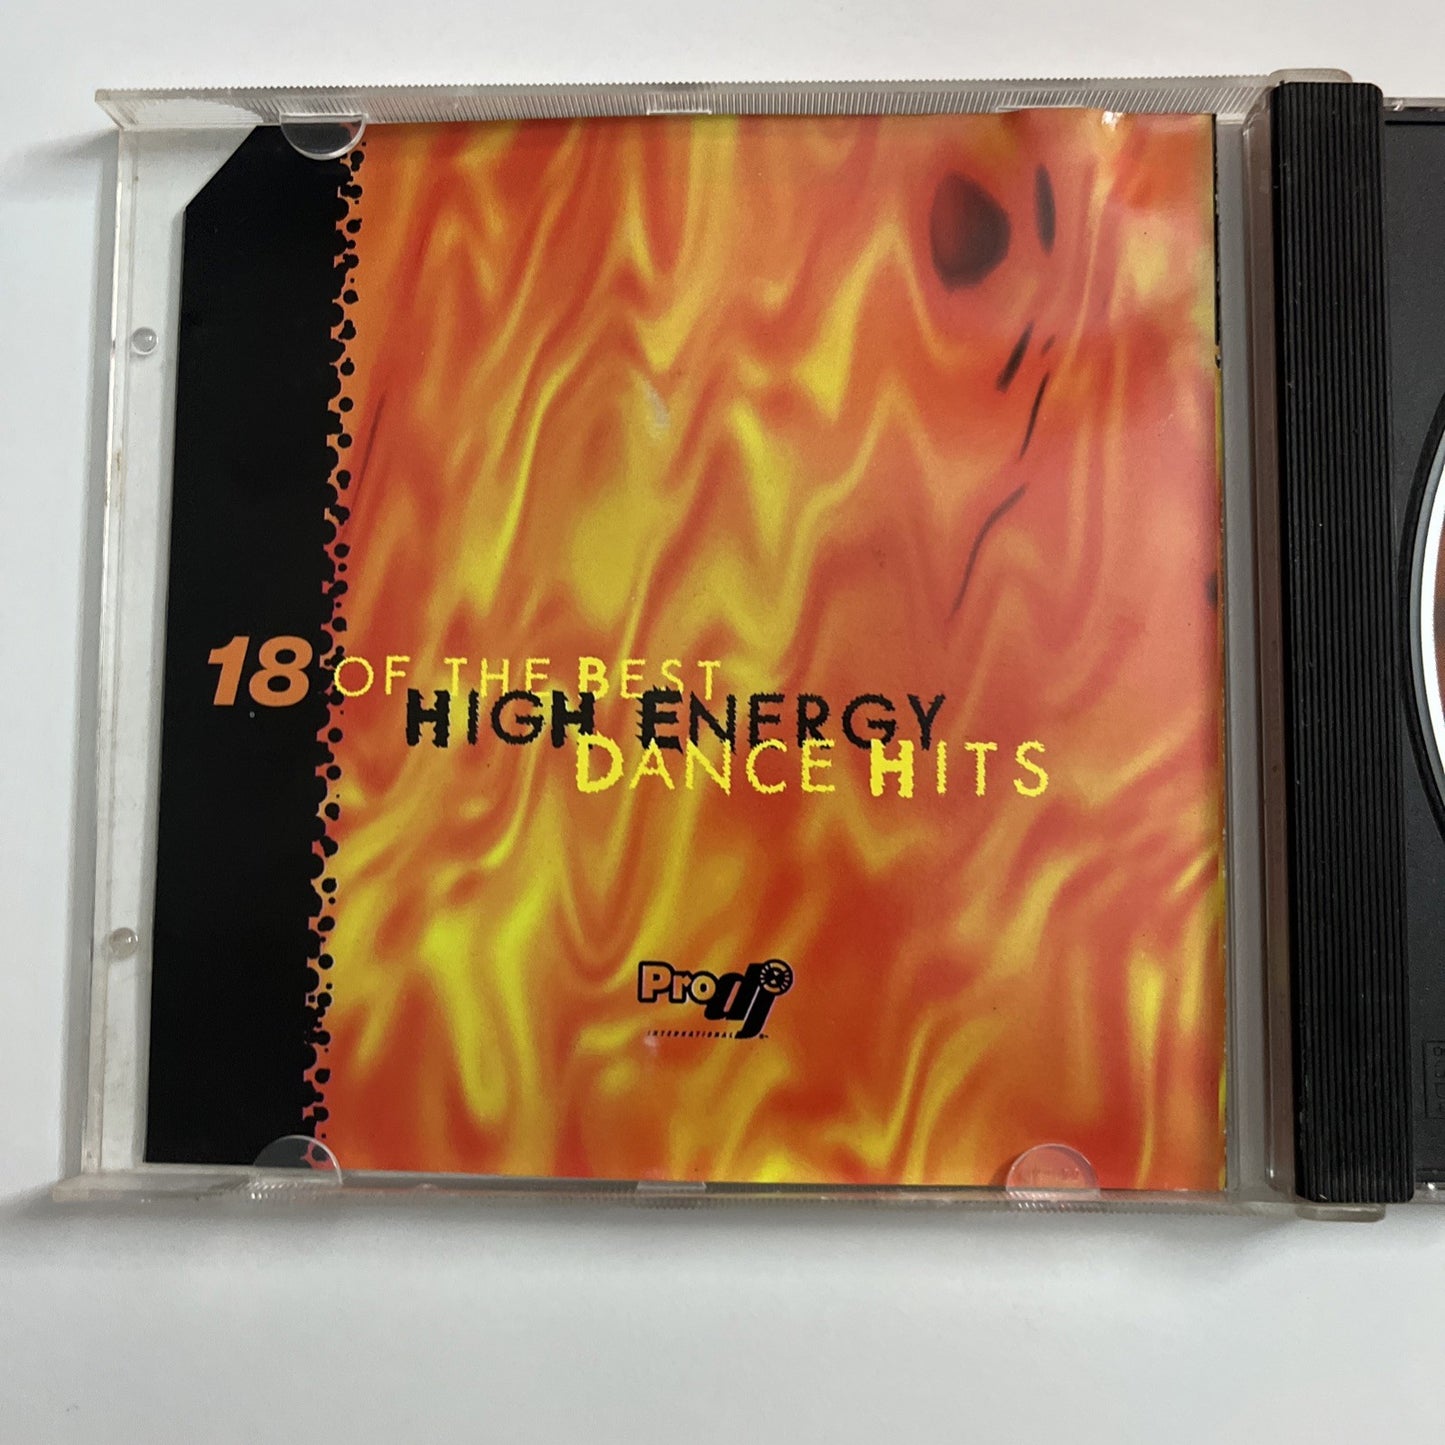 18 OF THE BEST
HIGH ENERGY
DANCE HITS
Pro dj
INTERNATIONAL